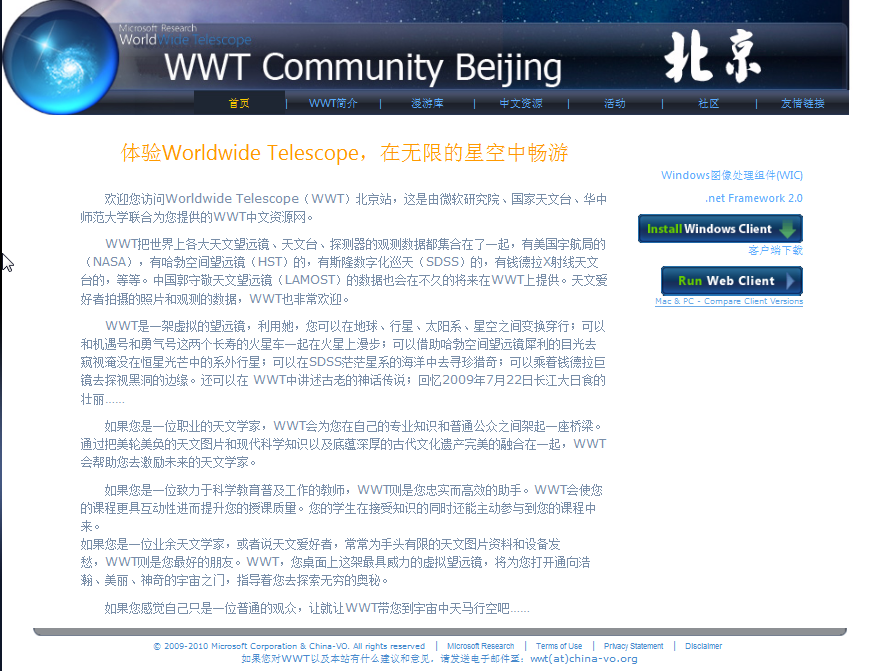 Microsoft Research
WorldWide Telescope
WWT Community Beijing
北京
首页 | WWT简介 | 漫游库 | 中文资源 | 活动 | 社区 | 友情链接
体验Worldwide Telescope，在无限的星空中畅游
Windows图像处理组件(WIC)
.net Framework 2.0
Install Windows Client
客户端下载
Run Web Client
Mac & PC - Compare Client Versions
欢迎您访问Worldwide Telescope（WWT）北京站，这是由微软研究院、国家天文台、华中
师范大学联合为您提供的WWT中文资源网。
WWT把世界上各大天文望远镜、天文台、探测器的观测数据都集合在了一起，有美国宇航局的
（NASA），有哈勃空间望远镜（HST）的，有斯隆数字化巡天（SDSS）的，有钱德拉X射线天文
台的，等等。中国郭守敬天文望远镜（LAMOST）的数据也会在不久的将来在WWT上提供。天文爱
好者拍摄的照片和观测的数据，WWT也非常欢迎。
WWT是一架虚拟的望远镜，利用她，您可以在地球、行星、太阳系、星空之间变换穿行；可以
和机遇号和勇气号这两个长寿的火星车一起在火星上漫步；可以借助哈勃空间望远镜犀利的目光去
窥视淹没在恒星光芒中的系外行星；可以在SDSS茫茫星系的海洋中去寻珍猎奇；可以乘着钱德拉巨
镜去探视黑洞的边缘。还可以在 WWT中讲述古老的神话传说；回忆2009年7月22日长江大日食的
壮丽……
如果您是一位职业的天文学家，WWT会为您在自己的专业知识和普通公众之间架起一座桥梁。
通过把美轮美奂的天文图片和现代科学知识以及底蕴深厚的古代文化遗产完美的融合在一起，WWT
会帮助您去激励未来的天文学家。
如果您是一位致力于科学教育普及工作的教师，WWT则是您忠实而高效的助手。WWT会使您
的课程更具互动性进而提升您的授课质量。您的学生在接受知识的同时还能主动参与到您的课程中
来。
如果您是一位业余天文学家，或者说天文爱好者，常常为手头有限的天文图片资料和设备发
愁，WWT则是您最好的朋友。WWT，您桌面上这架最具威力的虚拟望远镜，将为您打开通向浩
瀚、美丽、神奇的宇宙之门，指导着您去探索无穷的奥秘。
如果您感觉自己只是一位普通的观众，让就让WWT带您到宇宙中天马行空吧……
© 2009-2010 Microsoft Corporation & China-VO. All rights reserved | Microsoft Research | Terms of Use | Privacy Statement | Disclaimer
如果您对WWT以及本站有什么建议和意见，请发送电子邮件至：wwt(at)china-vo.org